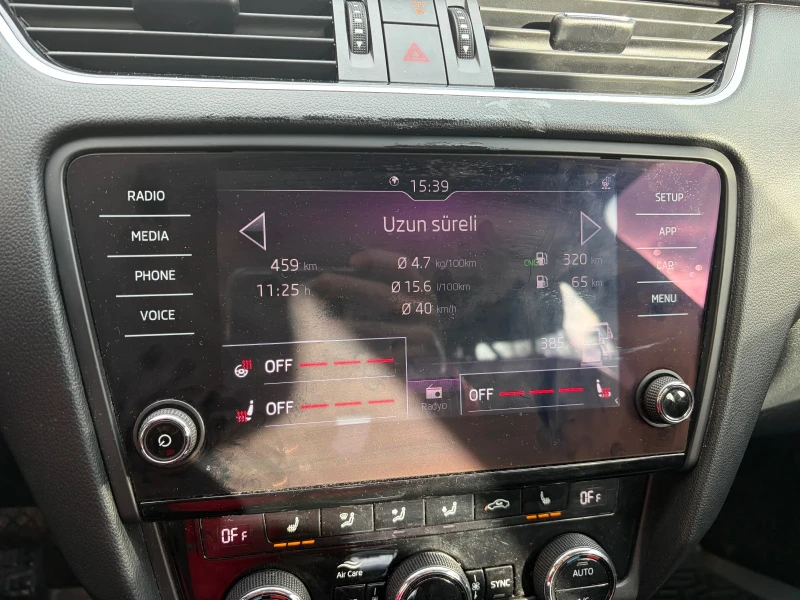 15:39
RADIO
SETUP
Uzun süreli
MEDIA
APP
459 km
Ø 4.7 kg/100km
CNG 320 km
PHONE
CAR
11:25 h
Ø 15.6 l/100km
65 km
VOICE
Ø 40 km/h
MENU
385
OFF
OFF
Radyo
OFF
OFF
OFF
Air Care
SYNC
AUTO